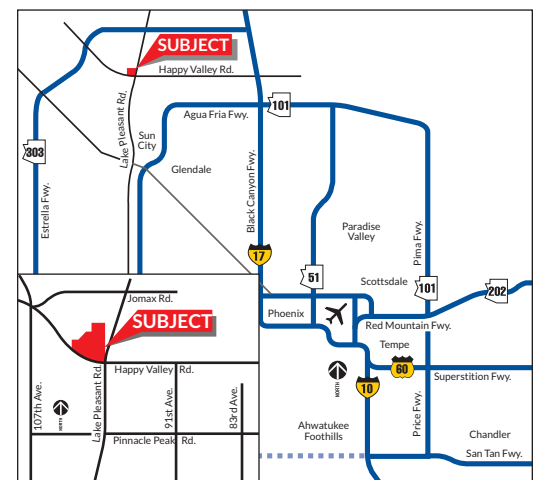 SUBJECT
Happy Valley Rd.
Lake Pleasant Rd.
101
Agua Fria Fwy.
Sun
City
303
Glendale
Estrella Fwy.
Black Canyon Fwy.
Paradise
Valley
Pima Fwy.
17
51
Scottsdale
101
202
Phoenix
Red Mountain Fwy.
Tempe
60
Superstition Fwy.
NORTH
10
Price Fwy.
Ahwatukee
Foothills
Chandler
San Tan Fwy.
Jomax Rd.
SUBJECT
Happy Valley Rd.
107th Ave.
NORTH
Lake Pleasant Rd.
91st Ave.
83rd Ave.
Pinnacle Peak Rd.